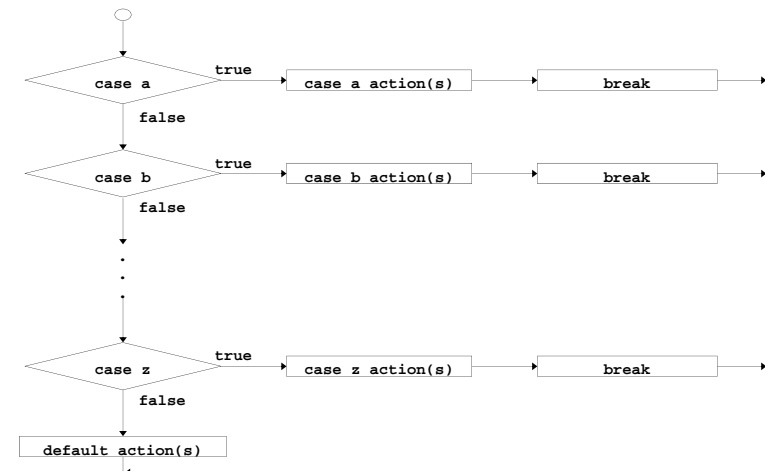 true
case a case a action(s) break
false
true
case b case b action(s) break
false
.
.
.
true
case z case z action(s) break
false
default action(s)